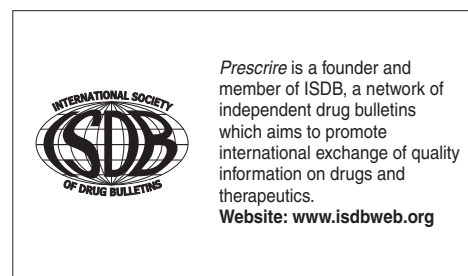 INTERNATIONAL SOCIETY
ISDB
OF DRUG BULLETINS
Prescrire is a founder and
member of ISDB, a network of
independent drug bulletins
which aims to promote
international exchange of quality
information on drugs and
therapeutics.
Website: www.isdbweb.org